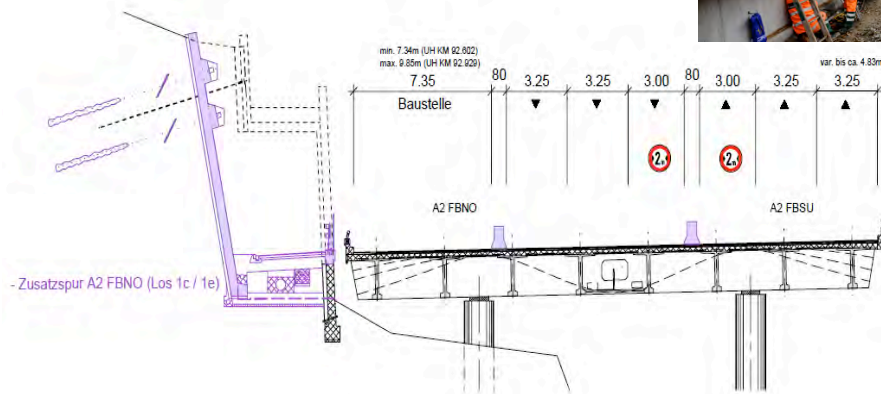 min. 7.34m (UH KM 92.602)
max. 9.85m (UH KM 92.929)
var. bis ca. 4.83m
7.35 80 3.25 3.25 3.00 80 3.00 3.25 3.25
Baustelle
2m 2m
A2 FBNO A2 FBSU
- Zusatzspur A2 FBNO (Los 1c / 1e)